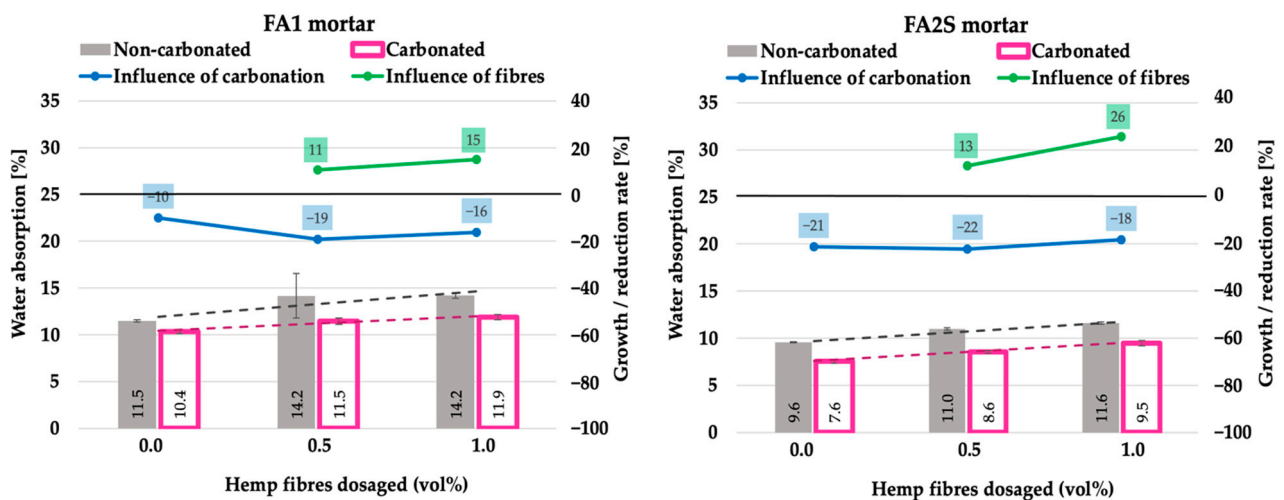 FA1 mortar
Non-carbonated Carbonated
Influence of carbonation Influence of fibres
35 40
30 20
25 0
20 −20
15 −40
10 −60
5 −80
0 −100
Water absorption [%]
Growth / reduction rate [%]
11 15
−10 −19 −16
11.5 10.4 14.2 11.5 14.2 11.9
0.0 0.5 1.0
Hemp fibres dosaged (vol%)
FA2S mortar
Non-carbonated Carbonated
Influence of carbonation Influence of fibres
35 40
30 20
25 0
20 −20
15 −40
10 −60
5 −80
0 −100
Water absorption [%]
Growth / reduction rate [%]
13 26
−21 −22 −18
9.6 7.6 11.0 8.6 11.6 9.5
0.0 0.5 1.0
Hemp fibres dosaged (vol%)